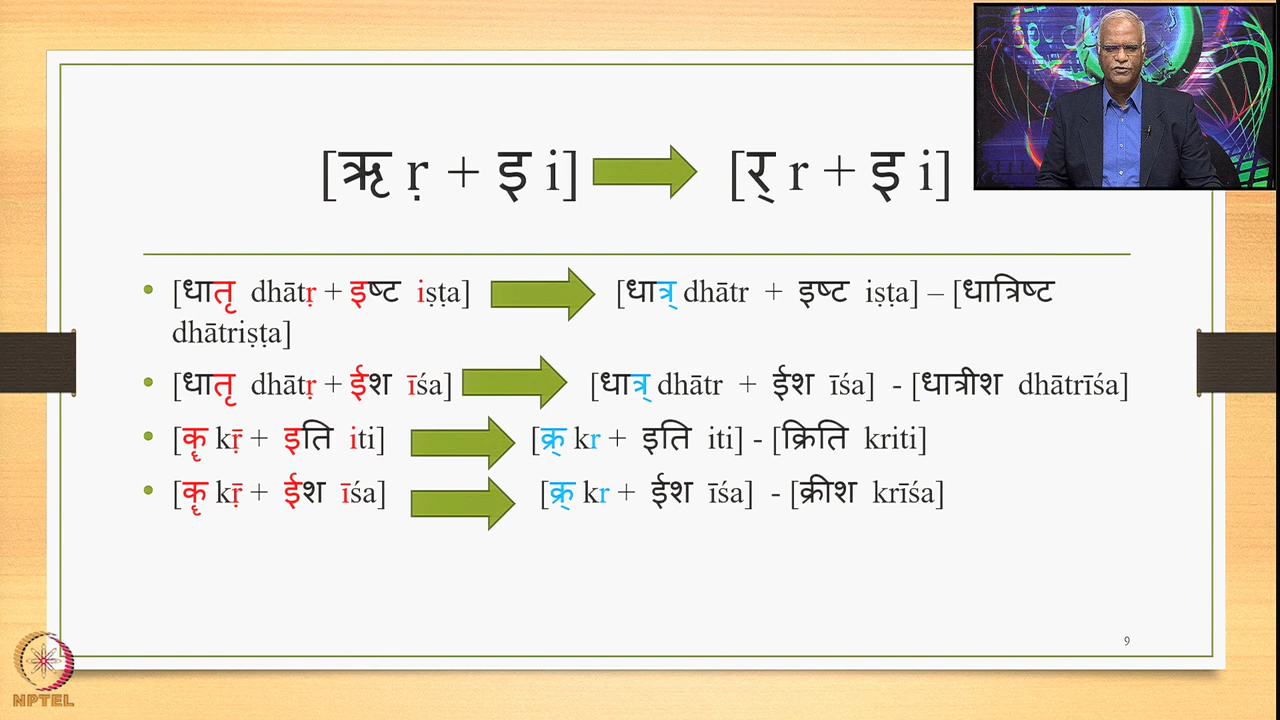 [ऋ ṛ + इ i] [र् r + इ i]
[धातृ dhātṛ + इष्ट iṣṭa] [धात्र् dhātr + इष्ट iṣṭa] – [धात्रिष्ट
dhātriṣṭa]
[धातृ dhātṛ + ईश īśa] [धात्र् dhātr + ईश īśa] - [धात्रीश dhātrīśa]
[कॄ kṝ + इति iti] [क्र् kr + इति iti] - [क्रिति kriti]
[कॄ kṝ + ईश īśa] [क्र् kr + ईश īśa] - [क्रीश krīśa]
9
NPTEL